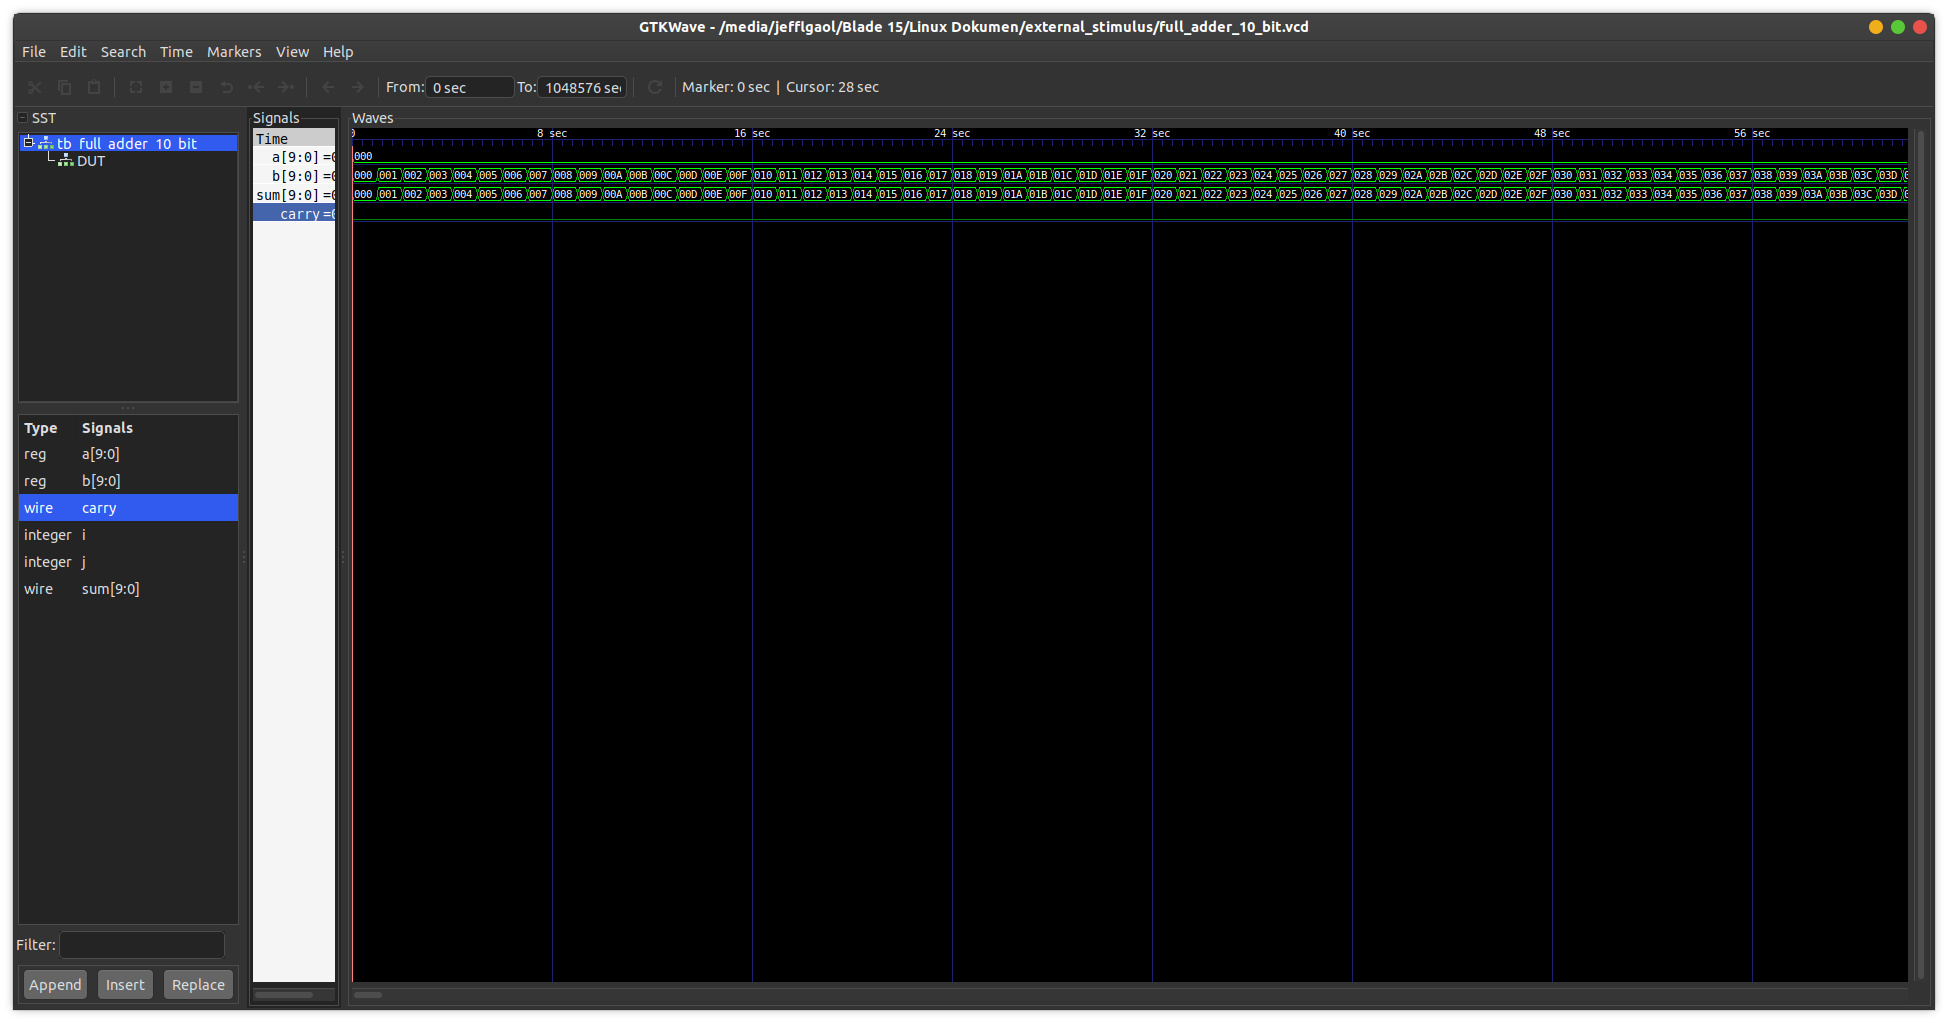 GTKWave - /media/jefflgaol/Blade 15/Linux Dokumen/external_stimulus/full_adder_10_bit.vcd
File Edit Search Time Markers View Help
From: 0 sec To: 1048576 sec Marker: 0 sec | Cursor: 28 sec
SST
tb_full_adder_10_bit
DUT
Type Signals
reg a[9:0]
reg b[9:0]
wire carry
integer i
integer j
wire sum[9:0]
Filter:
Append Insert Replace
Signals
Time
a[9:0] =0
b[9:0] =0
sum[9:0] =0
carry =0
Waves
0 8 sec 16 sec 24 sec 32 sec 40 sec 48 sec 56 sec
000
000 001 002 003 004 005 006 007 008 009 00A 00B 00C 00D 00E 00F 010 011 012 013 014 015 016 017 018 019 01A 01B 01C 01D 01E 01F 020 021 022 023 024 025 026 027 028 029 02A 02B 02C 02D 02E 02F 030 031 032 033 034 035 036 037 038 039 03A 03B 03C 03D
000 001 002 003 004 005 006 007 008 009 00A 00B 00C 00D 00E 00F 010 011 012 013 014 015 016 017 018 019 01A 01B 01C 01D 01E 01F 020 021 022 023 024 025 026 027 028 029 02A 02B 02C 02D 02E 02F 030 031 032 033 034 035 036 037 038 039 03A 03B 03C 03D